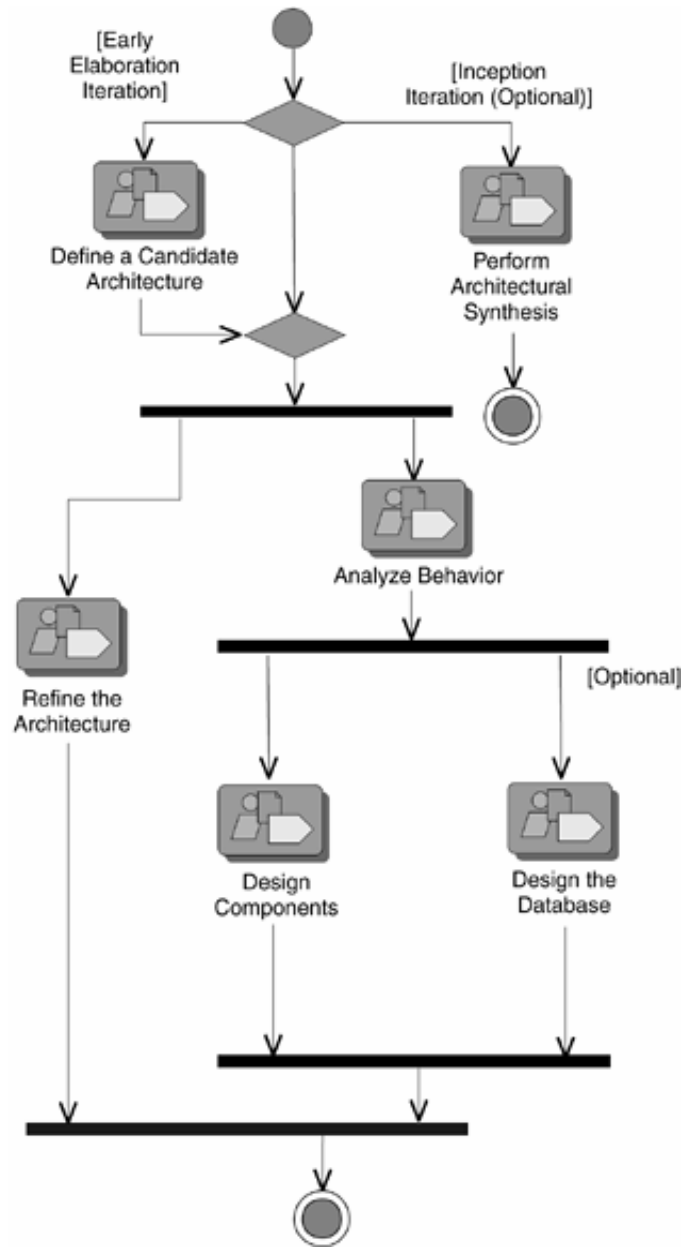 [Early
Elaboration
Iteration]
[Inception
Iteration (Optional)]
Define a Candidate
Architecture
Perform
Architectural
Synthesis
Analyze Behavior
Refine the
Architecture
[Optional]
Design
Components
Design the
Database